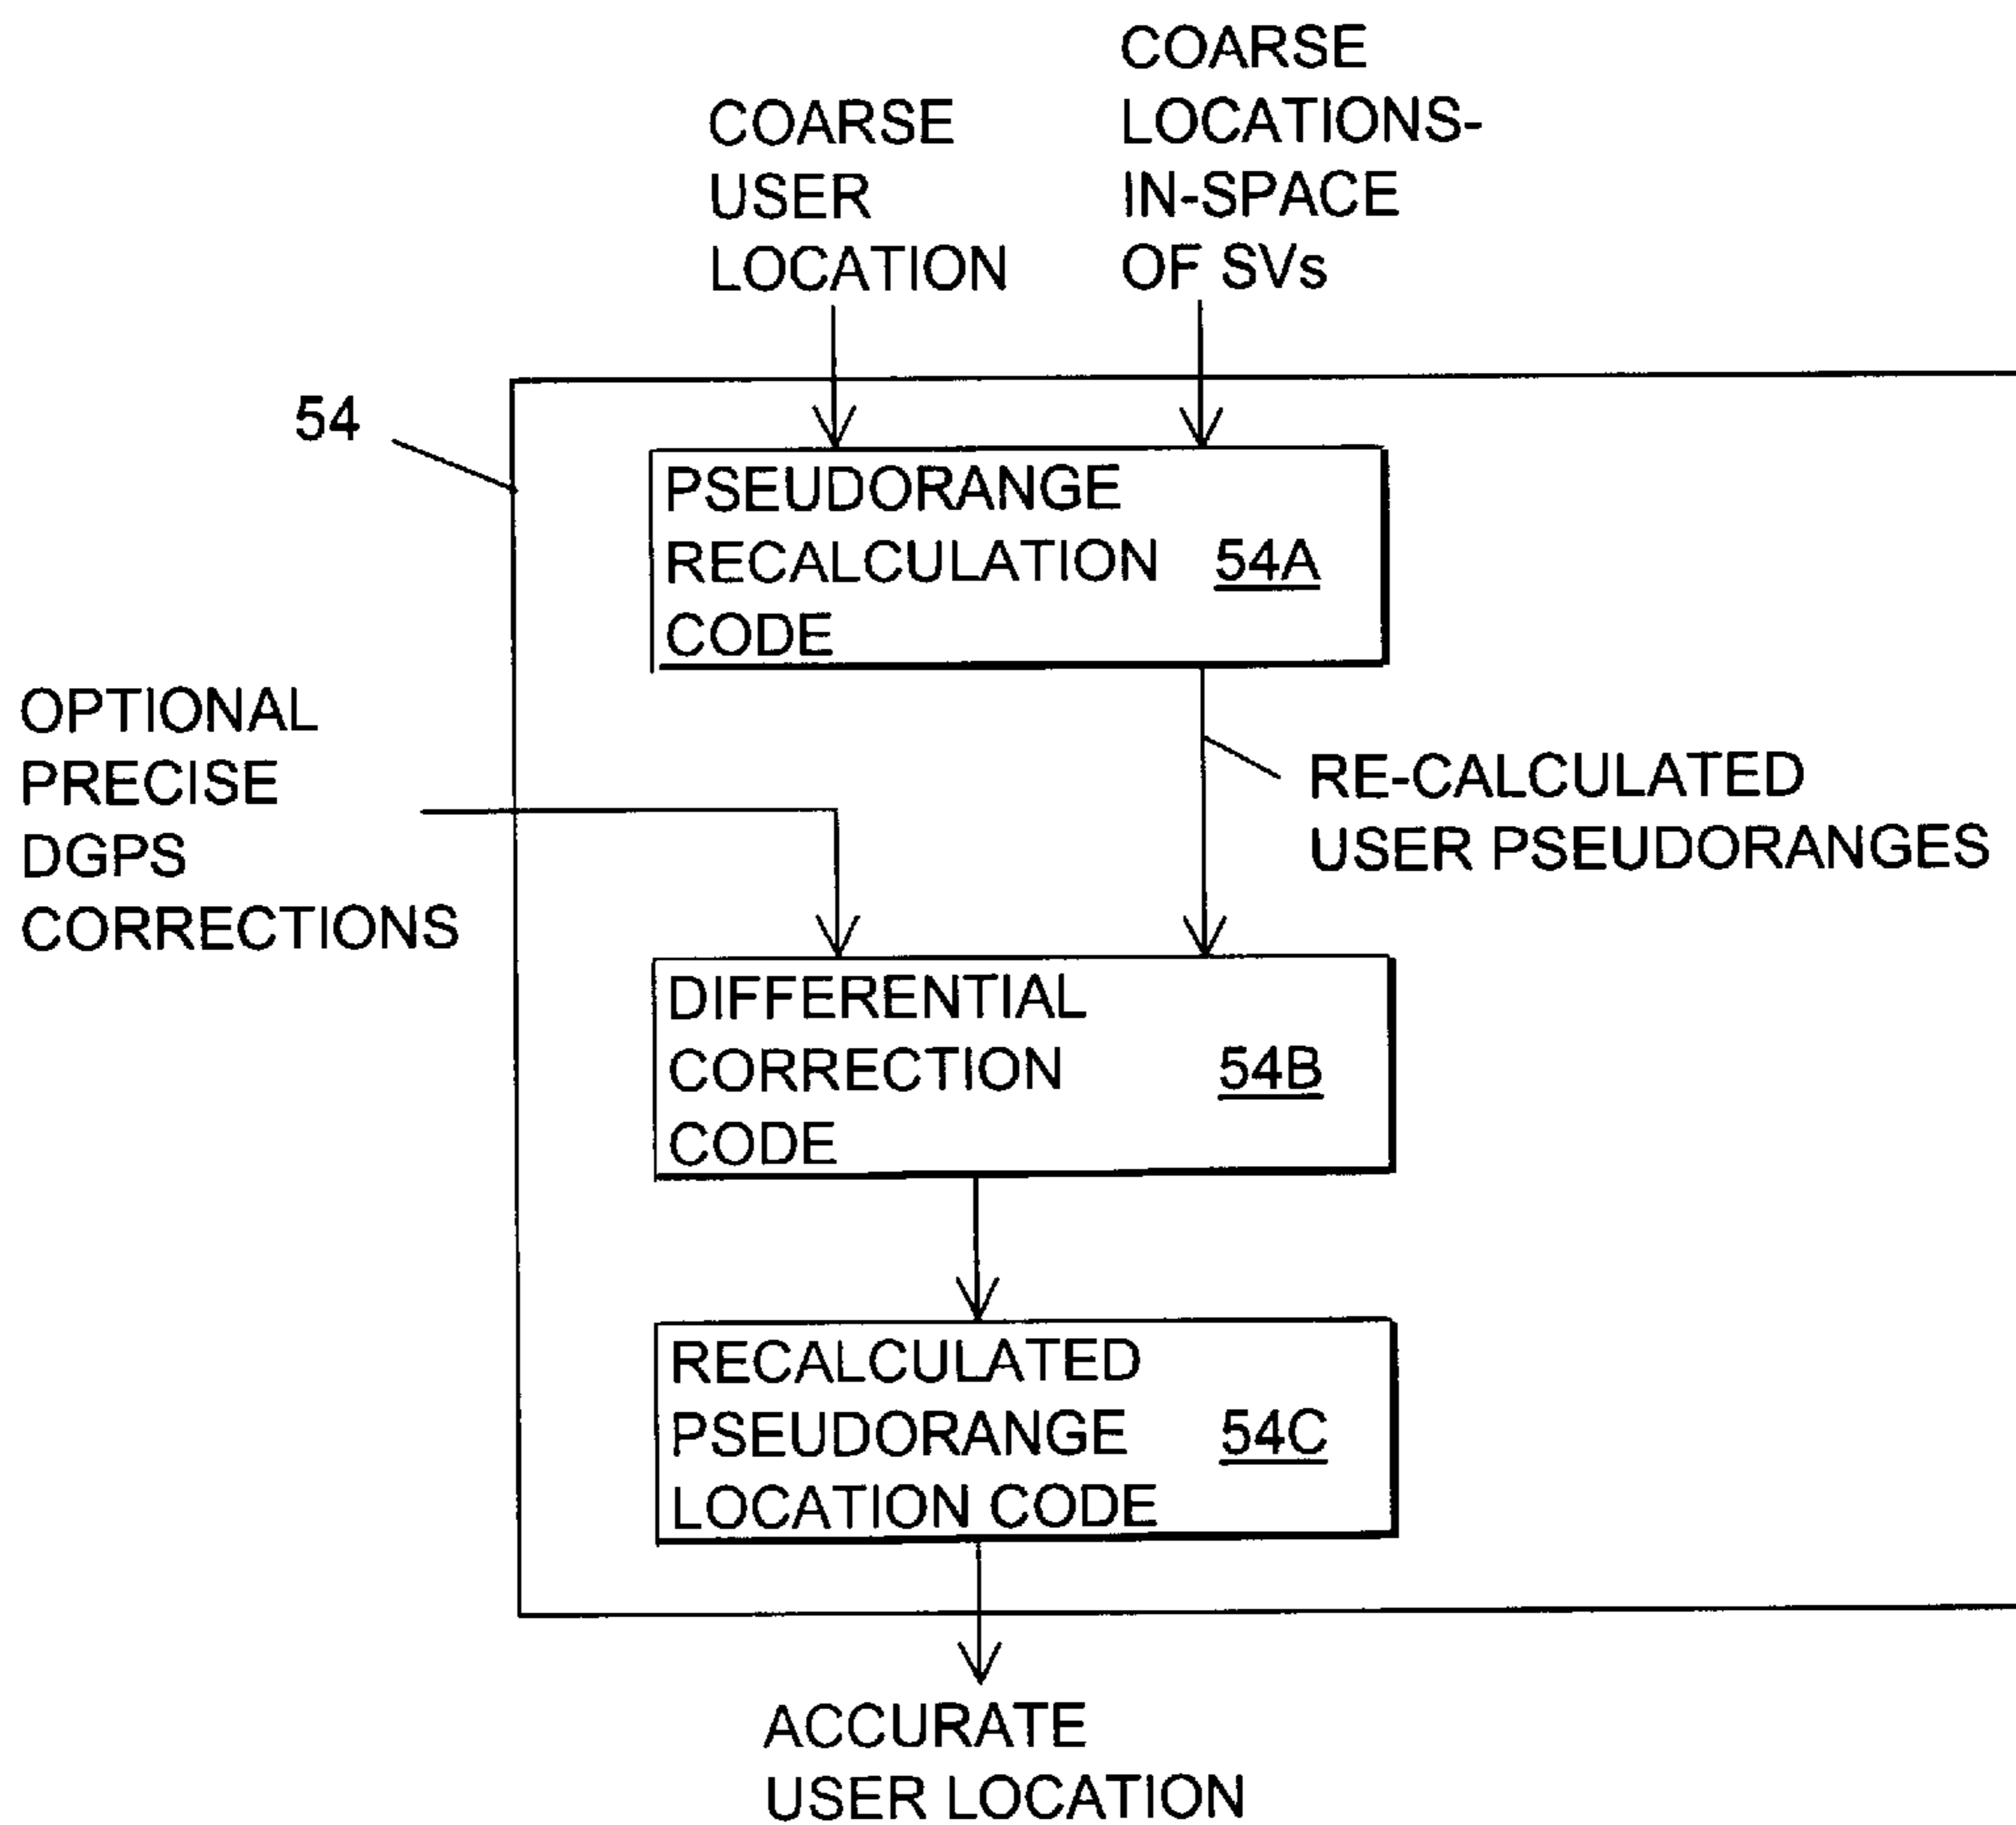 COARSE
USER
LOCATION
COARSE
LOCATIONS-
IN-SPACE
OF SVs
54
PSEUDORANGE
RECALCULATION 54A
CODE
OPTIONAL
PRECISE
DGPS
CORRECTIONS
RE-CALCULATED
USER PSEUDORANGES
DIFFERENTIAL
CORRECTION 54B
CODE
RECALCULATED
PSEUDORANGE 54C
LOCATION CODE
ACCURATE
USER LOCATION